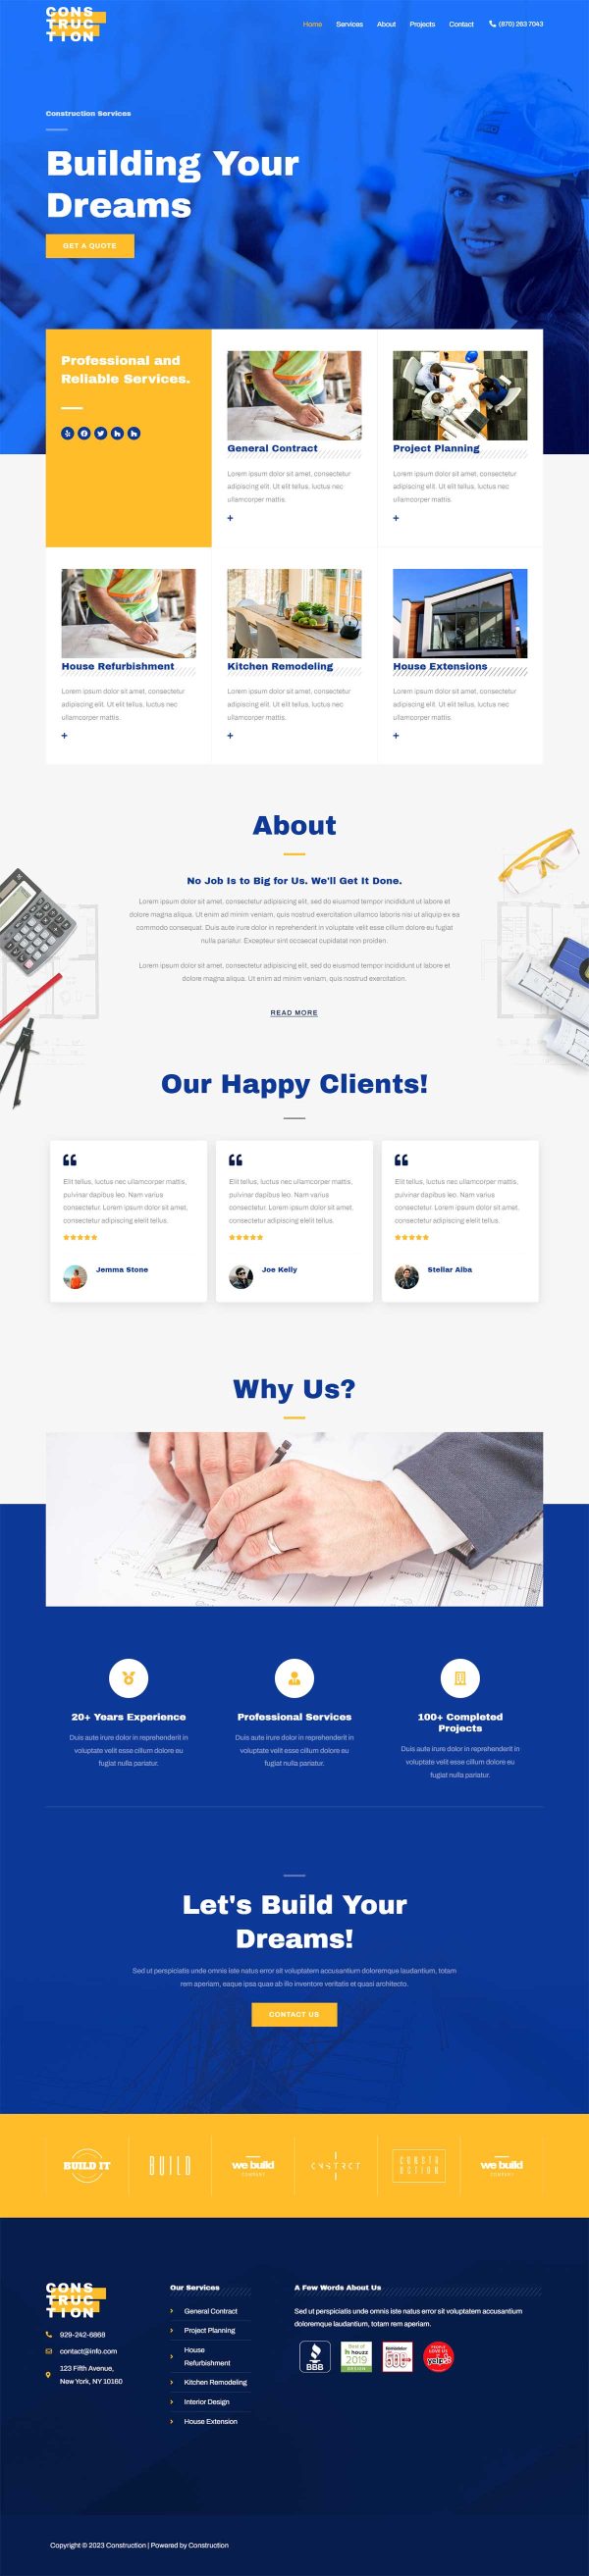 CONS
TRUC
TION
Home Services About Projects Contact (870) 263 7043
Construction Services
Building Your
Dreams
GET A QUOTE
Professional and
Reliable Services.
General Contract
Lorem ipsum dolor sit amet, consectetur
adipiscing elit. Ut elit tellus, luctus nec
ullamcorper mattis.
+
Project Planning
Lorem ipsum dolor sit amet, consectetur
adipiscing elit. Ut elit tellus, luctus nec
ullamcorper mattis.
+
House Refurbishment
Lorem ipsum dolor sit amet, consectetur
adipiscing elit. Ut elit tellus, luctus nec
ullamcorper mattis.
+
Kitchen Remodeling
Lorem ipsum dolor sit amet, consectetur
adipiscing elit. Ut elit tellus, luctus nec
ullamcorper mattis.
+
House Extensions
Lorem ipsum dolor sit amet, consectetur
adipiscing elit. Ut elit tellus, luctus nec
ullamcorper mattis.
+
About
No Job Is to Big for Us. We'll Get It Done.
Lorem ipsum dolor sit amet, consectetur adipisicing elit, sed do eiusmod tempor incididunt ut labore et
dolore magna aliqua. Ut enim ad minim veniam, quis nostrud exercitation ullamco laboris nisi ut aliquip ex ea
commodo consequat. Duis aute irure dolor in reprehenderit in voluptate velit esse cillum dolore eu fugiat
nulla pariatur. Excepteur sint occaecat cupidatat non proident.
Lorem ipsum dolor sit amet, consectetur adipisicing elit, sed do eiusmod tempor incididunt ut labore et
dolore magna aliqua. Ut enim ad minim veniam, quis nostrud exercitation.
READ MORE
Our Happy Clients!
Elit tellus, luctus nec ullamcorper mattis,
pulvinar dapibus leo. Nam varius
consectetur. Lorem ipsum dolor sit amet,
consectetur adipiscing elelit tellus.
Jemma Stone
Elit tellus, luctus nec ullamcorper mattis,
pulvinar dapibus leo. Nam varius
consectetur. Lorem ipsum dolor sit amet,
consectetur adipiscing elelit tellus.
Joe Kelly
Elit tellus, luctus nec ullamcorper mattis,
pulvinar dapibus leo. Nam varius
consectetur. Lorem ipsum dolor sit amet,
consectetur adipiscing elelit tellus.
Stellar Alba
Why Us?
20+ Years Experience
Duis aute irure dolor in reprehenderit in
voluptate velit esse cillum dolore eu
fugiat nulla pariatur.
Professional Services
Duis aute irure dolor in reprehenderit in
voluptate velit esse cillum dolore eu
fugiat nulla pariatur.
100+ Completed
Projects
Duis aute irure dolor in reprehenderit in
voluptate velit esse cillum dolore eu
fugiat nulla pariatur.
Let's Build Your
Dreams!
Sed ut perspiciatis unde omnis iste natus error sit voluptatem accusantium doloremque laudantium, totam
rem aperiam, eaque ipsa quae ab illo inventore veritatis et quasi architecto.
CONTACT US
BUILD IT
BUILD
we build
COMPANY
CNSTRCT
CONSTR
UCTION
we build
COMPANY
CONS
TRUC
TION
929-242-6868
contact@info.com
123 Fifth Avenue,
New York, NY 10160
Our Services
General Contract
Project Planning
House
Refurbishment
Kitchen Remodeling
Interior Design
House Extension
A Few Words About Us
Sed ut perspiciatis unde omnis iste natus error sit voluptatem accusantium
doloremque laudantium, totam rem aperiam.
BBB
Best of
houzz
2019
Remodeler
500
PEOPLE
LOVE US
yelp
Copyright © 2023 Construction | Powered by Construction